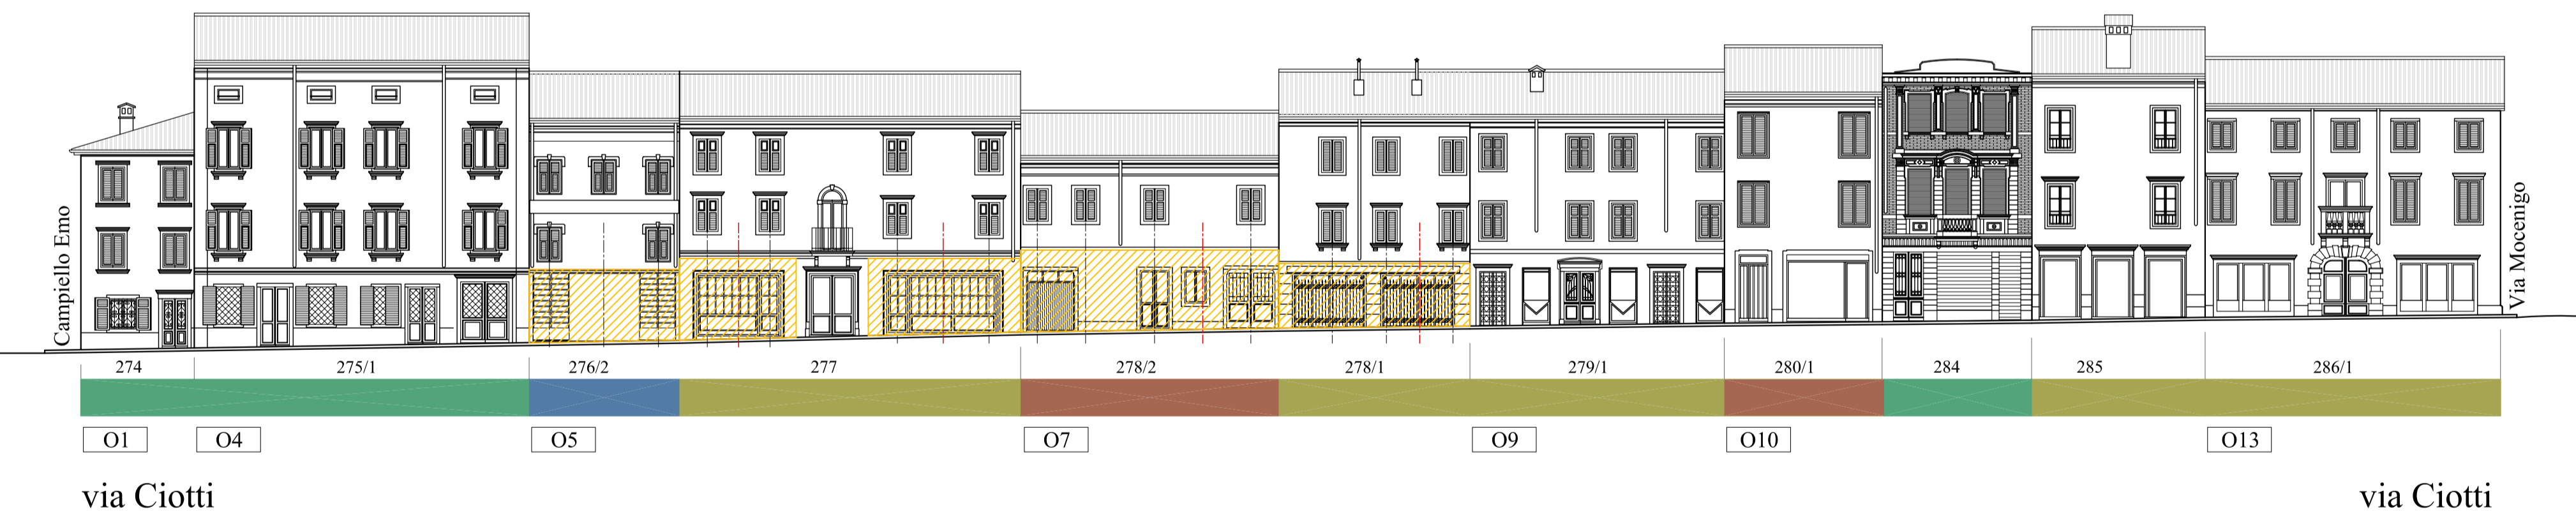 Campiello Emo
Via Mocenigo
274 275/1 276/2 277 278/2 278/1 279/1 280/1 284 285 286/1
O1 O4 O5 O7 O9 O10 O13
via Ciotti via Ciotti